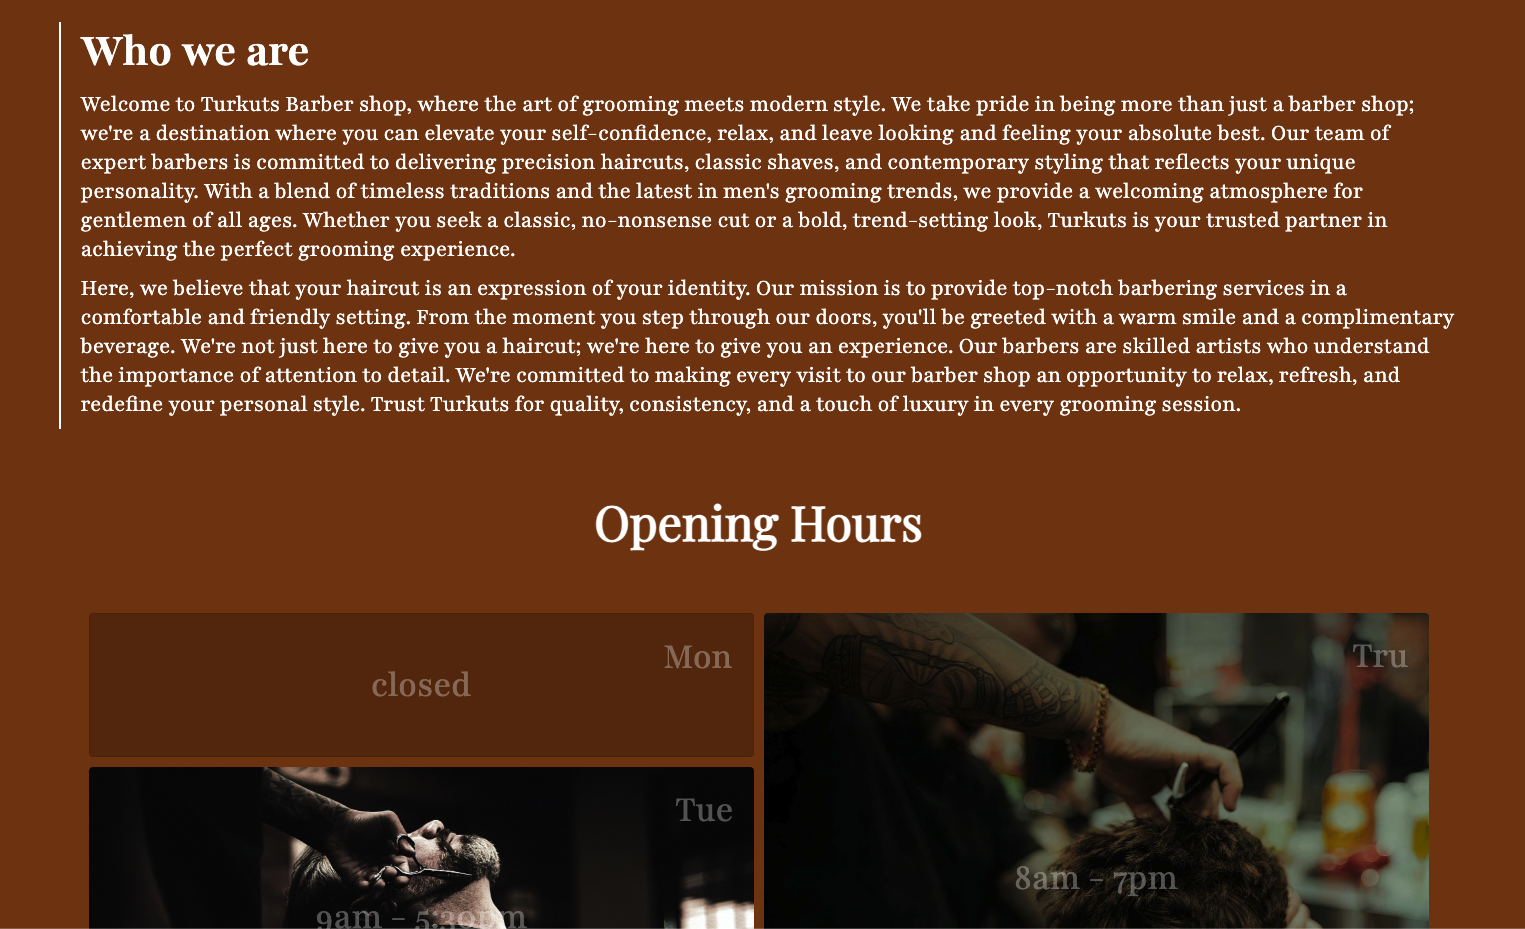 Who we are
Welcome to Turkuts Barber shop, where the art of grooming meets modern style. We take pride in being more than just a barber shop;
we're a destination where you can elevate your self-confidence, relax, and leave looking and feeling your absolute best. Our team of
expert barbers is committed to delivering precision haircuts, classic shaves, and contemporary styling that reflects your unique
personality. With a blend of timeless traditions and the latest in men's grooming trends, we provide a welcoming atmosphere for
gentlemen of all ages. Whether you seek a classic, no-nonsense cut or a bold, trend-setting look, Turkuts is your trusted partner in
achieving the perfect grooming experience.
Here, we believe that your haircut is an expression of your identity. Our mission is to provide top-notch barbering services in a
comfortable and friendly setting. From the moment you step through our doors, you'll be greeted with a warm smile and a complimentary
beverage. We're not just here to give you a haircut; we're here to give you an experience. Our barbers are skilled artists who understand
the importance of attention to detail. We're committed to making every visit to our barber shop an opportunity to relax, refresh, and
redefine your personal style. Trust Turkuts for quality, consistency, and a touch of luxury in every grooming session.
Opening Hours
Mon
closed
Tue
9am - 5:30pm
Tru
8am - 7pm